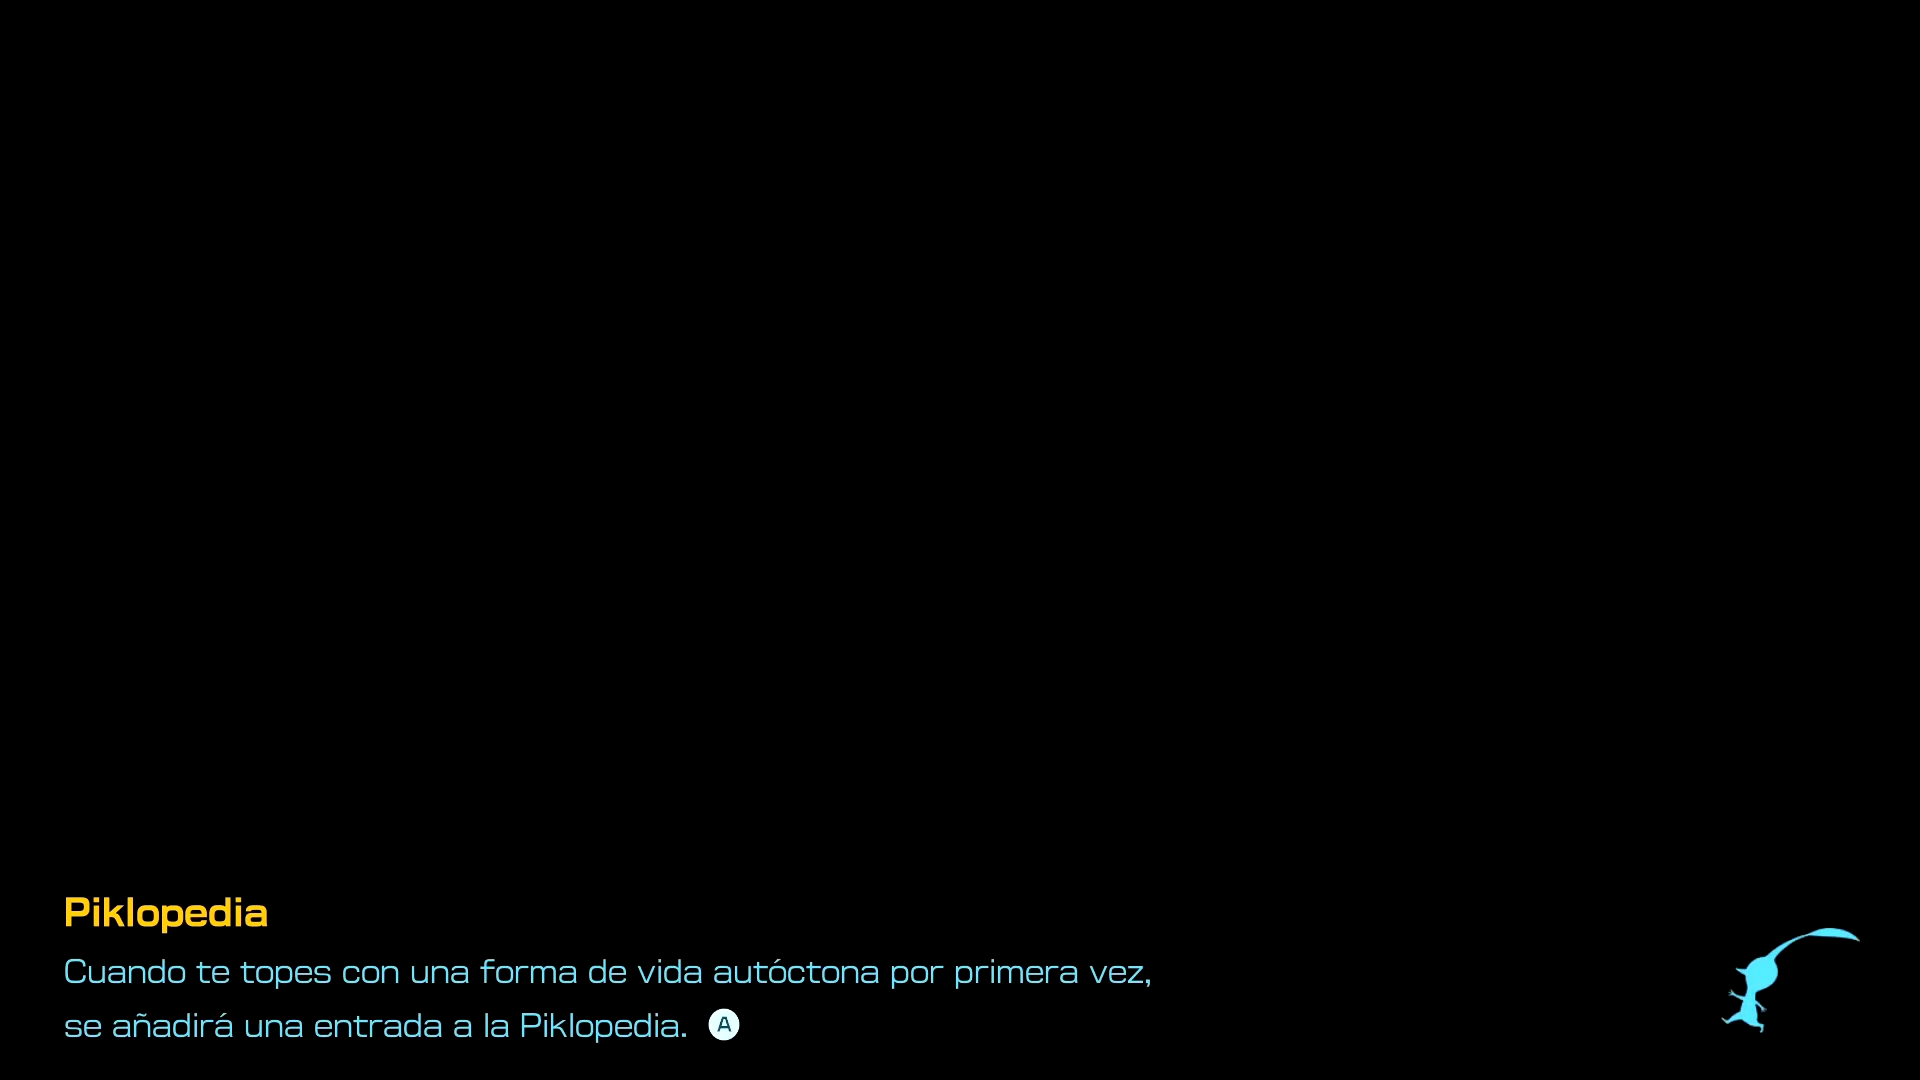 Piklopedia
Cuando te topes con una forma de vida autóctona por primera vez,
se añadirá una entrada a la Piklopedia. A